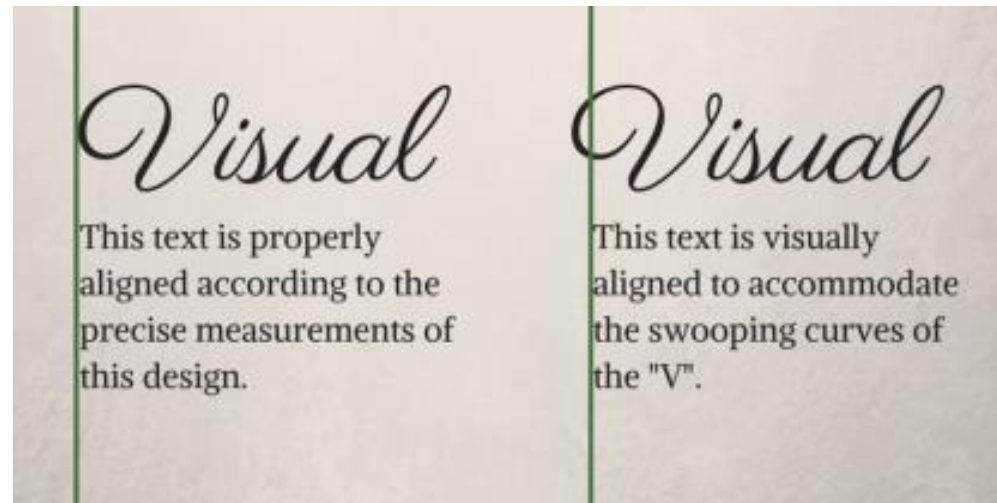 Visual
This text is properly
aligned according to the
precise measurements of
this design.
Visual
This text is visually
aligned to accommodate
the swooping curves of
the "V".